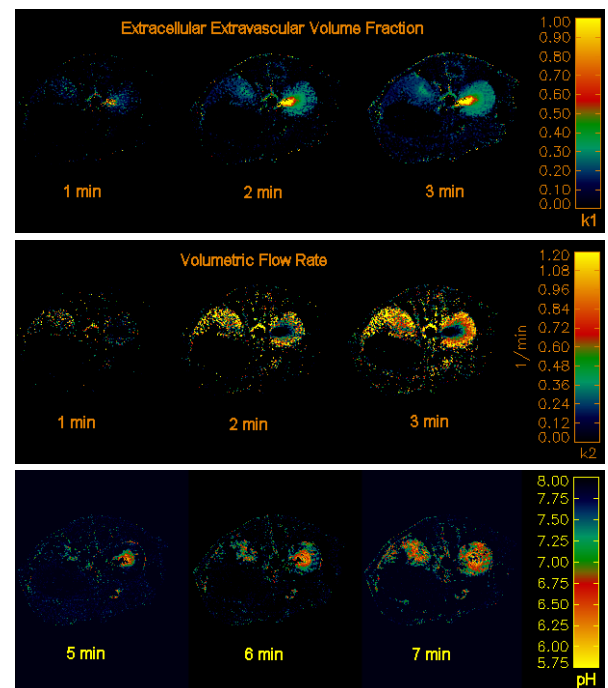 Extracellular Extravascular Volume Fraction
1 min
2 min
3 min
1.00
0.90
0.80
0.70
0.60
0.50
0.40
0.30
0.20
0.10
0.00
k1
Volumetric Flow Rate
1 min
2 min
3 min
1/min
1.20
1.08
0.96
0.84
0.72
0.60
0.48
0.36
0.24
0.12
0.00
k2
5 min
6 min
7 min
8.00
7.75
7.50
7.25
7.00
6.75
6.50
6.25
6.00
5.75
pH